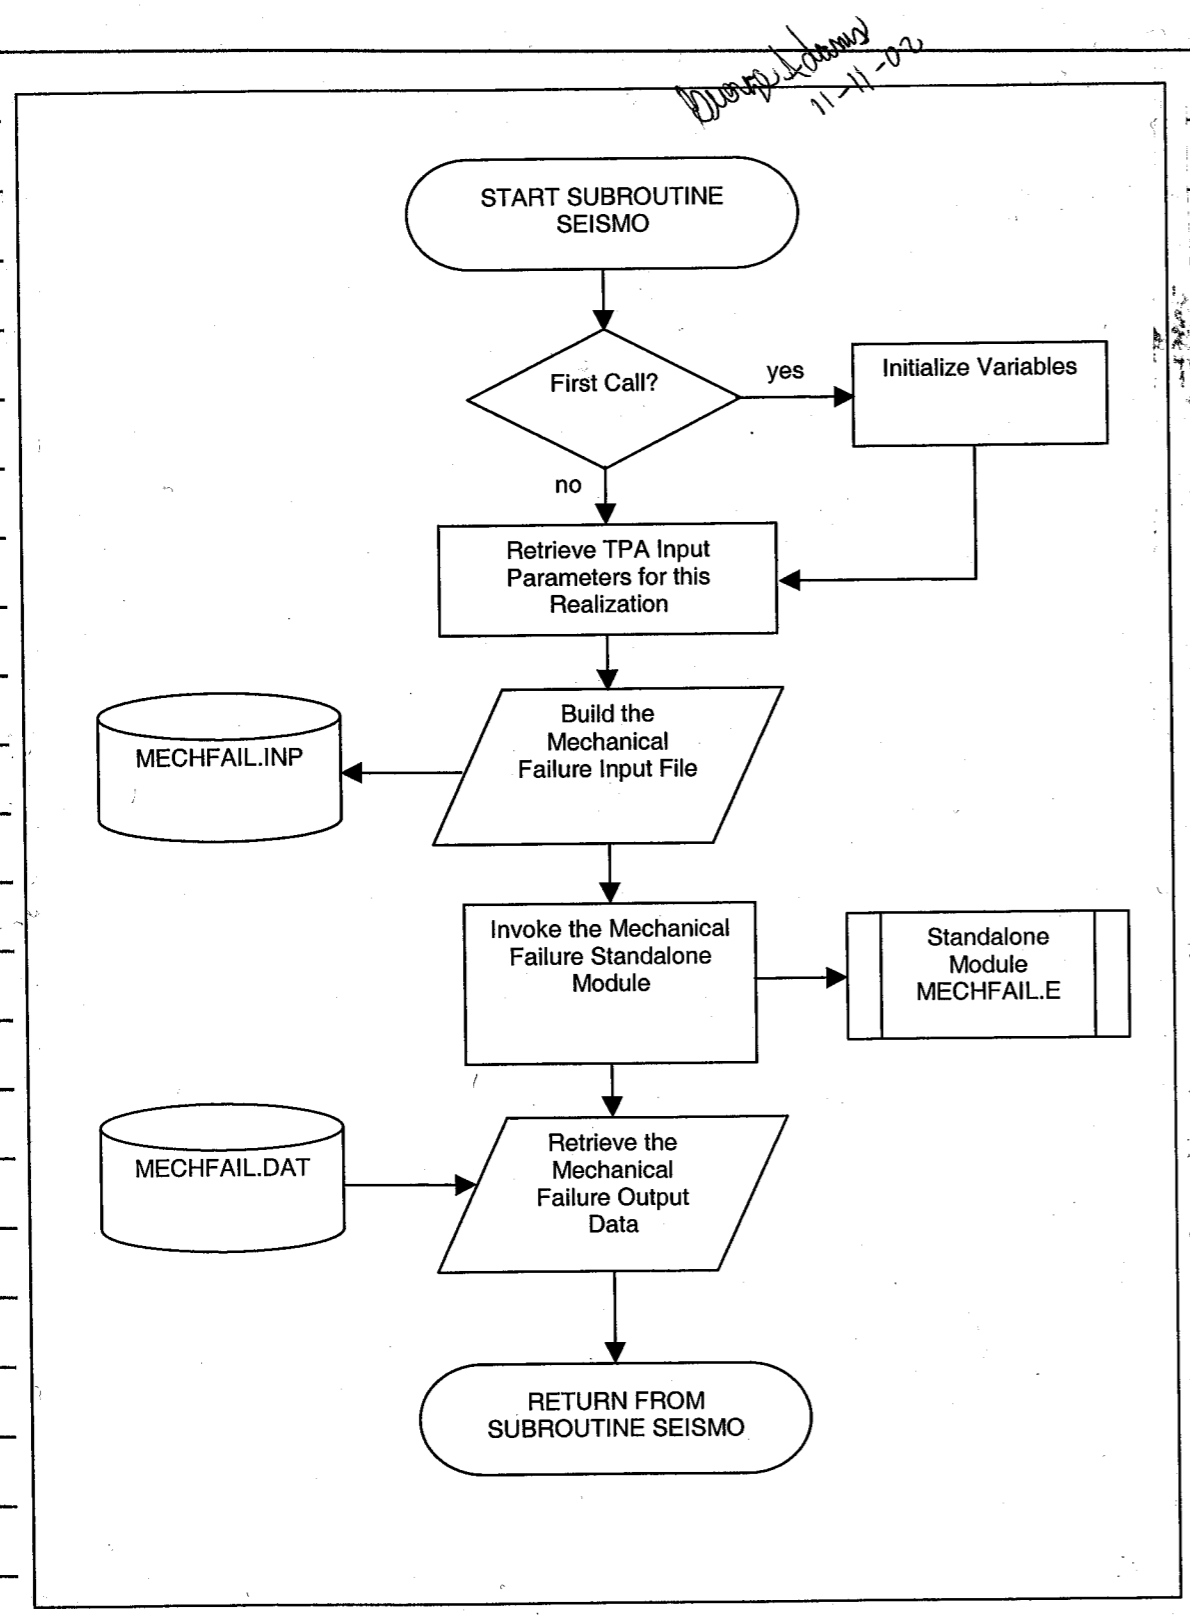 George Adams
11-11-02
START SUBROUTINE
SEISMO
First Call?
yes
Initialize Variables
no
Retrieve TPA Input
Parameters for this
Realization
Build the
Mechanical
Failure Input File
MECHFAIL.INP
Invoke the Mechanical
Failure Standalone
Module
Standalone
Module
MECHFAIL.E
MECHFAIL.DAT
Retrieve the
Mechanical
Failure Output
Data
RETURN FROM
SUBROUTINE SEISMO